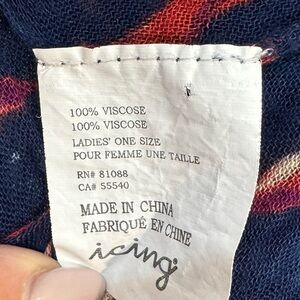 100% VISCOSE
100% VISCOSE
LADIES' ONE SIZE
POUR FEMME UNE TAILLE
RN# 81088
CA# 55540
MADE IN CHINA
FABRIQUÉ EN CHINE
icing